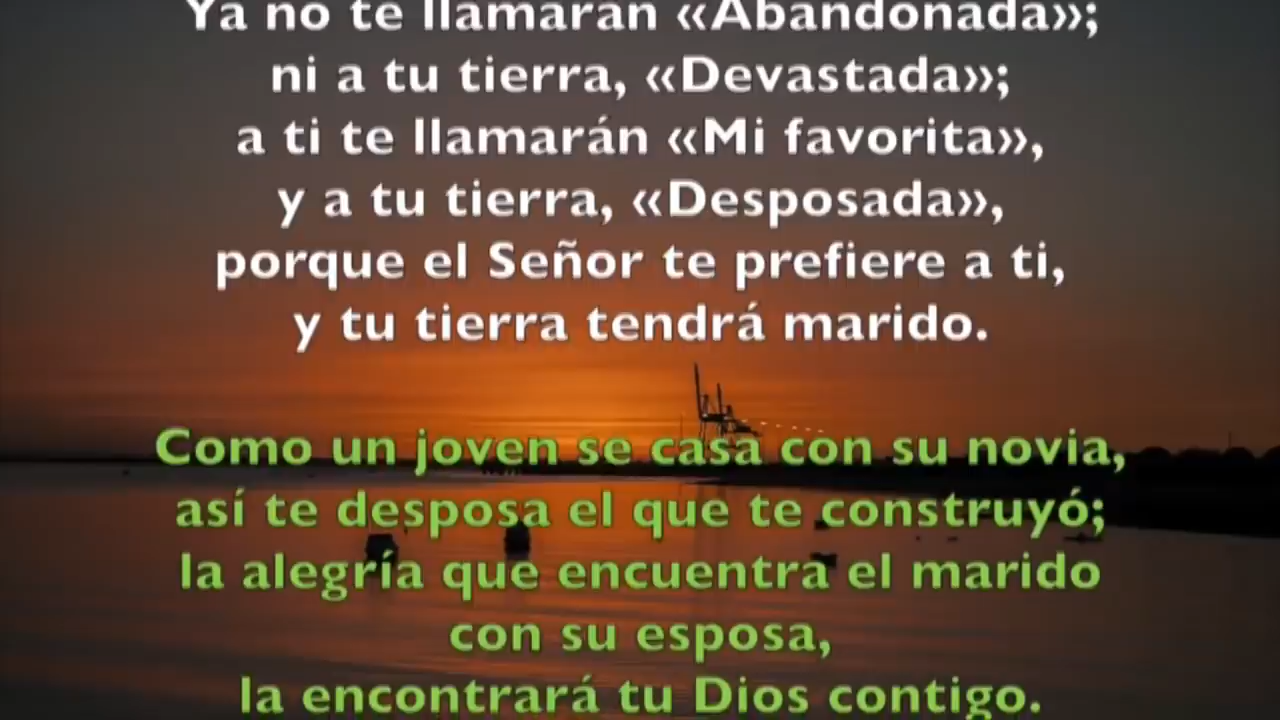 Ya no te llamarán «Abandonada»;
ni a tu tierra, «Devastada»;
a ti te llamarán «Mi favorita»,
y a tu tierra, «Desposada»,
porque el Señor te prefiere a ti,
y tu tierra tendrá marido.
Como un joven se casa con su novia,
así te desposa el que te construyó;
la alegría que encuentra el marido
con su esposa,
la encontrará tu Dios contigo.